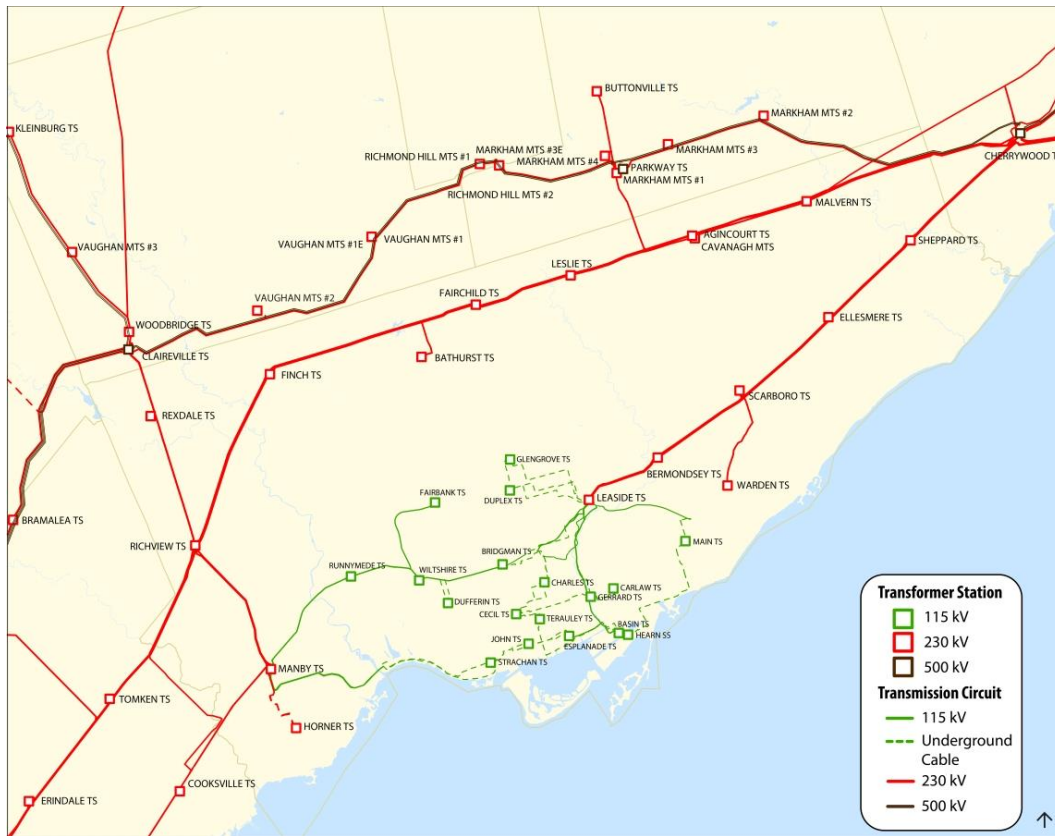 BUTTONVILLE TS
KLEINBURG TS
MARKHAM MTS #2
MARKHAM MTS #3E
MARKHAM MTS #3
RICHMOND HILL MTS #1
MARKHAM MTS #4
PARKWAY TS
CHERRYWOOD T
MARKHAM MTS #1
RICHMOND HILL MTS #2
MALVERN TS
VAUGHAN MTS #3
VAUGHAN MTS #1E
VAUGHAN MTS #1
AGINCOURT TS
CAVANAGH MTS
SHEPPARD TS
LESLIE TS
FAIRCHILD TS
VAUGHAN MTS #2
WOODBRIDGE TS
ELLESMERE TS
CLAIREVILLE TS
BATHURST TS
FINCH TS
SCARBORO TS
REXDALE TS
GLENGROVE TS
BERMONDSEY TS
WARDEN TS
FAIRBANK TS
DUPLEX TS
LEASIDE TS
BRAMALEA TS
RICHVIEW TS
MAIN TS
BRIDGMAN TS
RUNNYMEDE TS
WILTSHIRE TS
CHARLES TS
CARLAW TS
GERRARD TS
DUFFERIN TS
CECIL TS
TERAULEY TS
BASIN TS
HEARN SS
JOHN TS
ESPLANADE TS
STRACHAN TS
MANBY TS
TOMKEN TS
HORNER TS
COOKSVILLE TS
ERINDALE TS
Transformer Station
115 kV
230 kV
500 kV
Transmission Circuit
115 kV
Underground
Cable
230 kV
500 kV